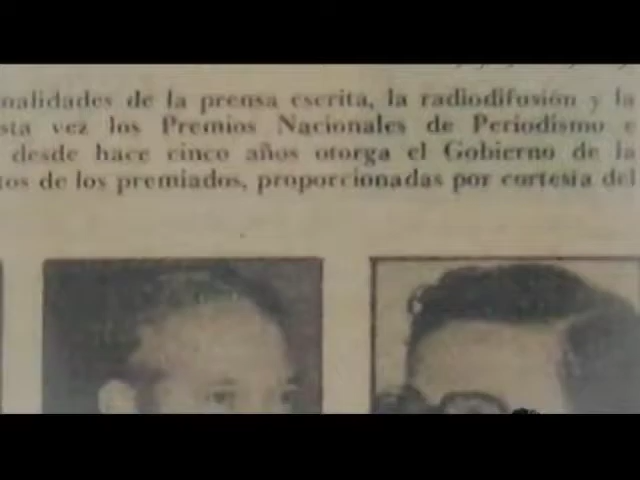 onalidades de la prensa escrita, la radiodifusión y la
sta vez los Premios Nacionales de Periodismo e
desde hace cinco años otorga el Gobierno de la
tos de los premiados, proporcionadas por cortesía del